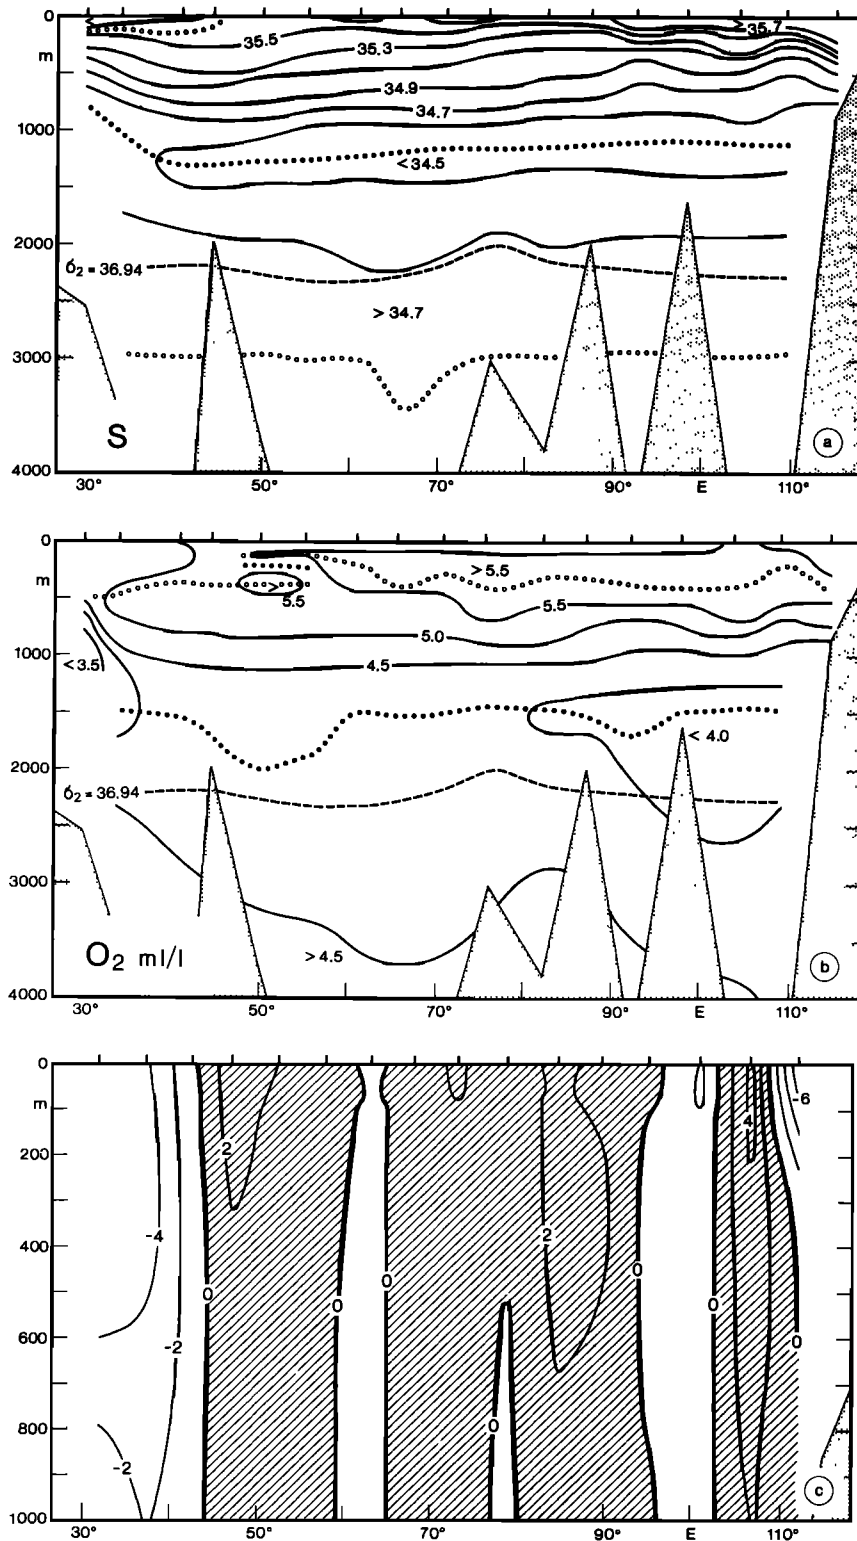 0
m
1000
2000
3000
4000
35.7
35.5
35.3
34.9
34.7
< 34.5
σ₂ = 36.94
> 34.7
S
a
30° 50° 70° 90° E 110°
0
m
1000
2000
3000
4000
> 5.5
> 5.5
5.5
5.0
4.5
< 3.5
< 4.0
σ₂ = 36.94
> 4.5
O₂ ml/l
b
30° 50° 70° 90° E 110°
0
m
200
400
600
800
1000
-6
4
2
-4
2
0 0 0 0 0
-2
0
0
-2
c
30° 50° 70° 90° E 110°